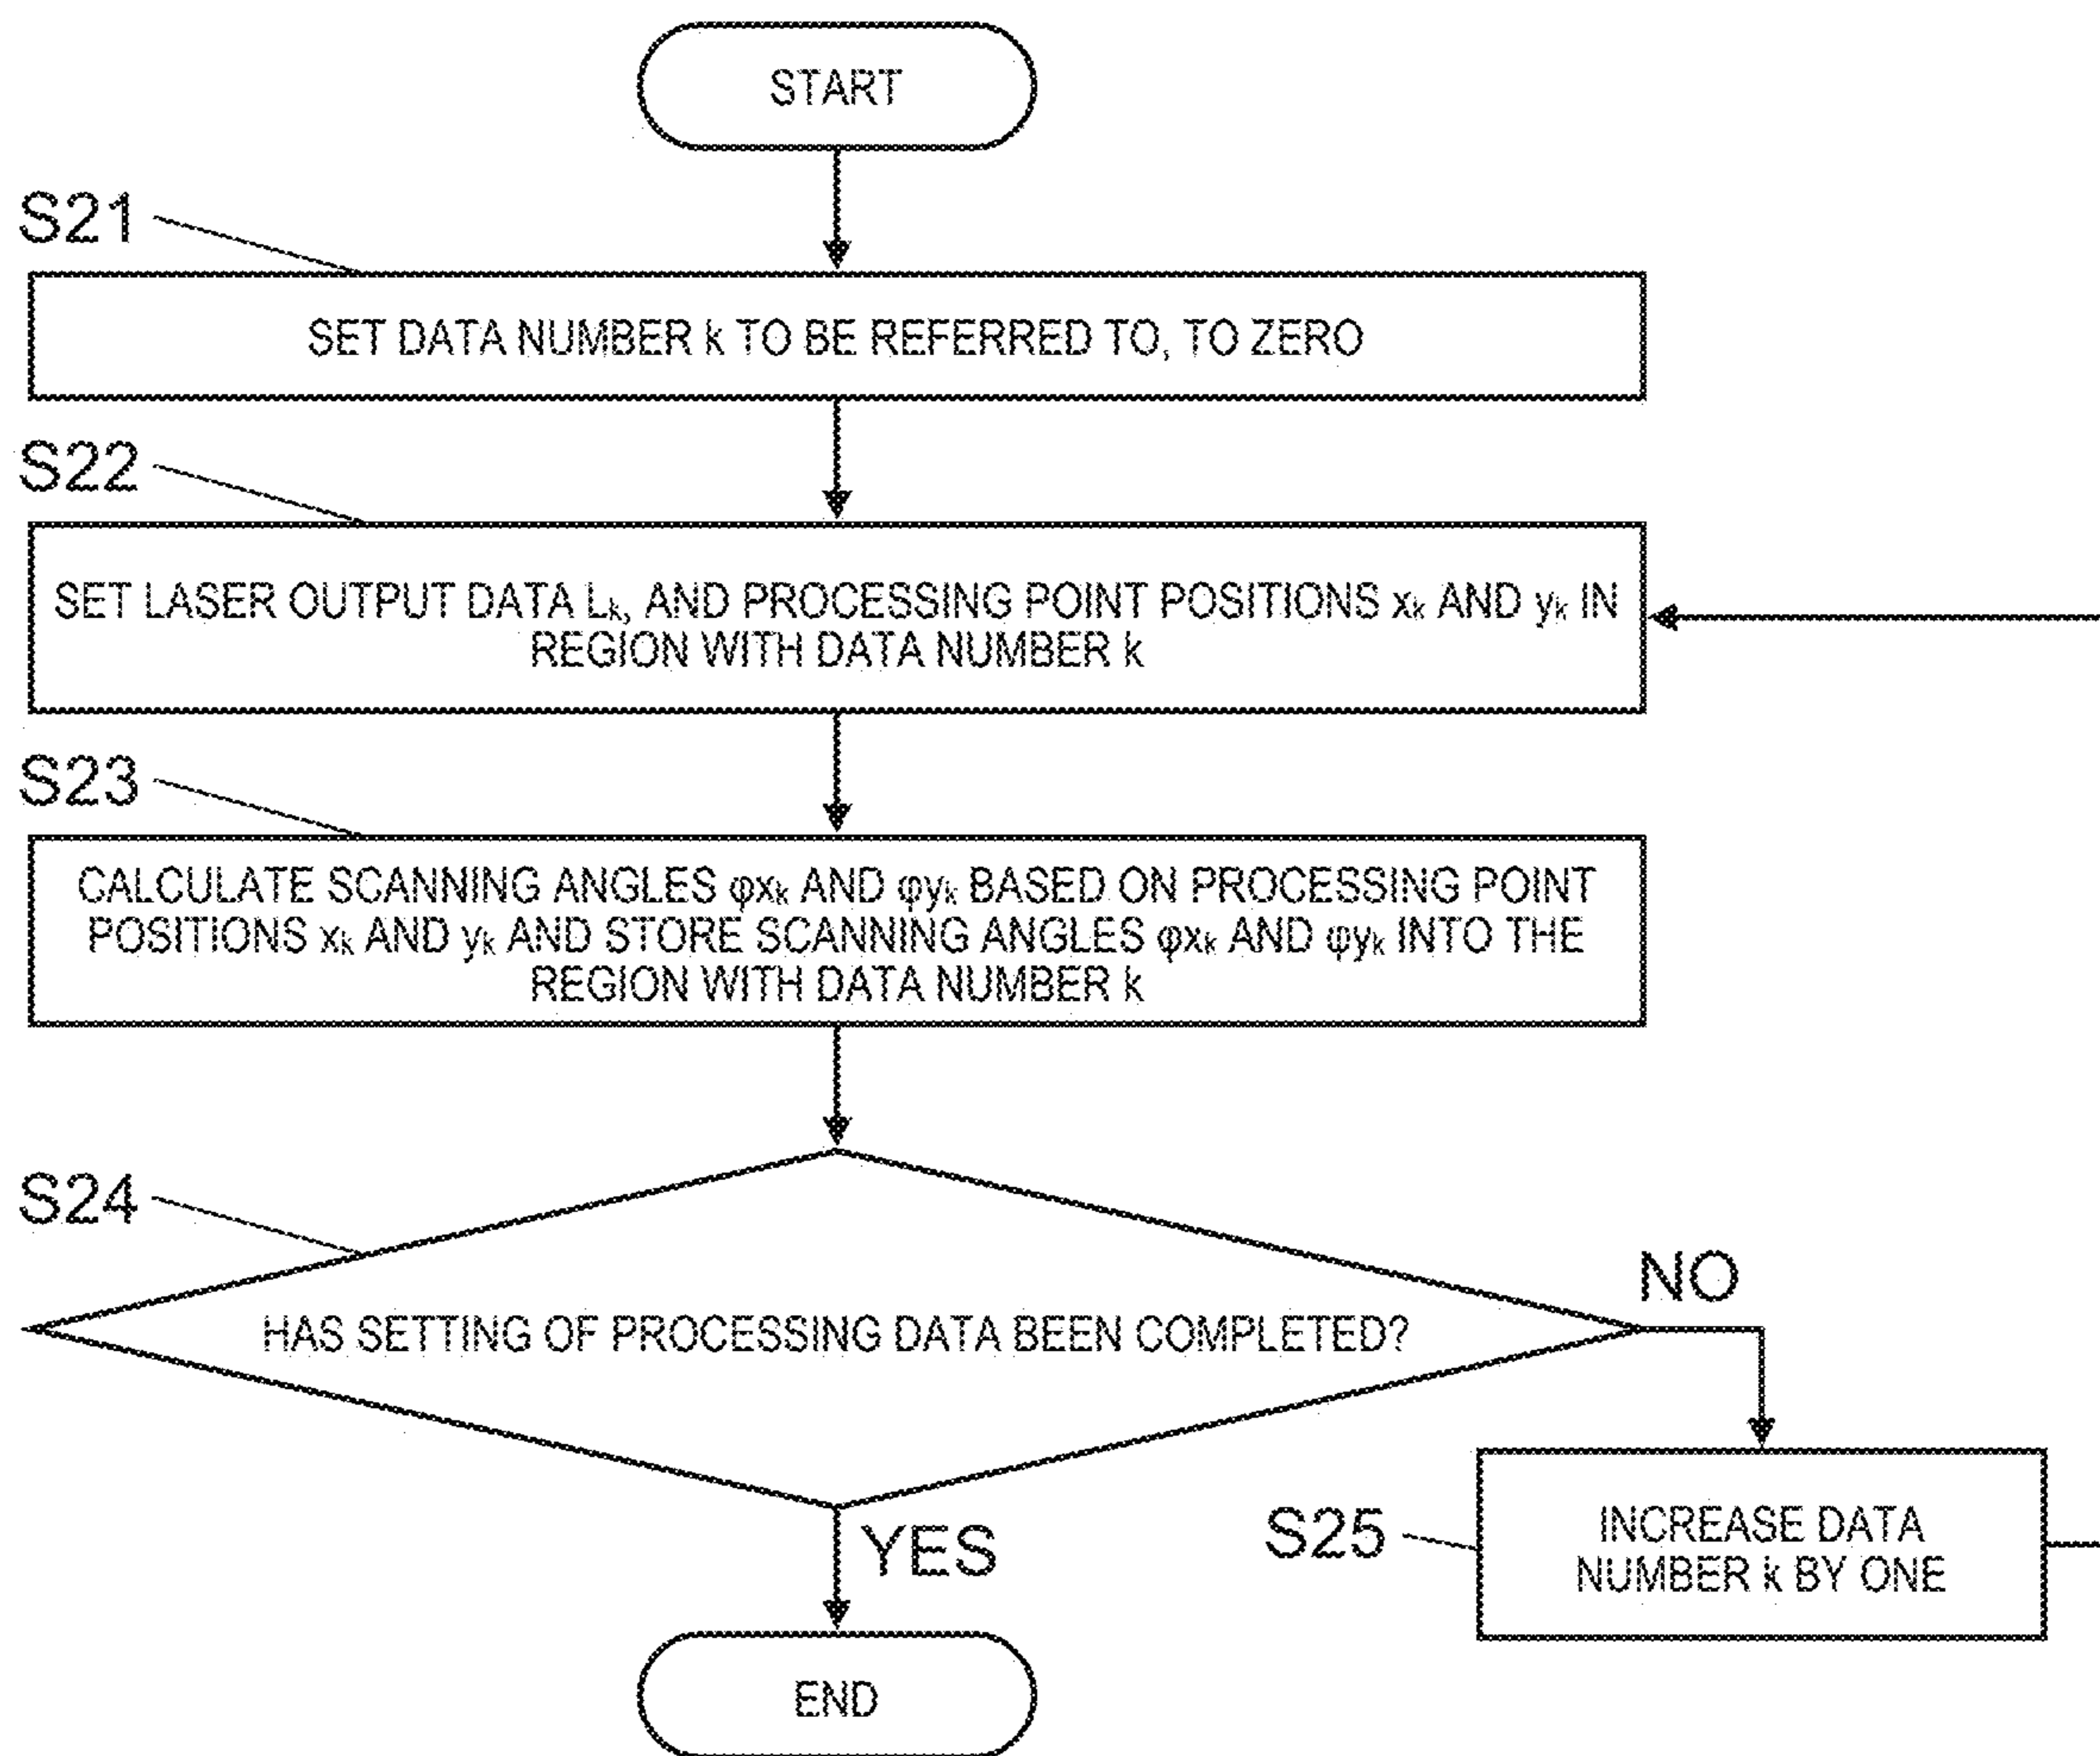 START
S21
SET DATA NUMBER k TO BE REFERRED TO, TO ZERO
S22
SET LASER OUTPUT DATA Lₖ, AND PROCESSING POINT POSITIONS xₖ AND yₖ IN
REGION WITH DATA NUMBER k
S23
CALCULATE SCANNING ANGLES φxₖ AND φyₖ BASED ON PROCESSING POINT
POSITIONS xₖ AND yₖ AND STORE SCANNING ANGLES φxₖ AND φyₖ INTO THE
REGION WITH DATA NUMBER k
S24
HAS SETTING OF PROCESSING DATA BEEN COMPLETED?
NO
YES
S25
INCREASE DATA
NUMBER k BY ONE
END